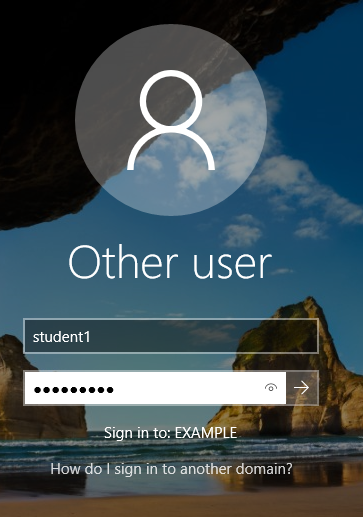 Other user
student1
●●●●●●●●●
Sign in to: EXAMPLE
How do I sign in to another domain?